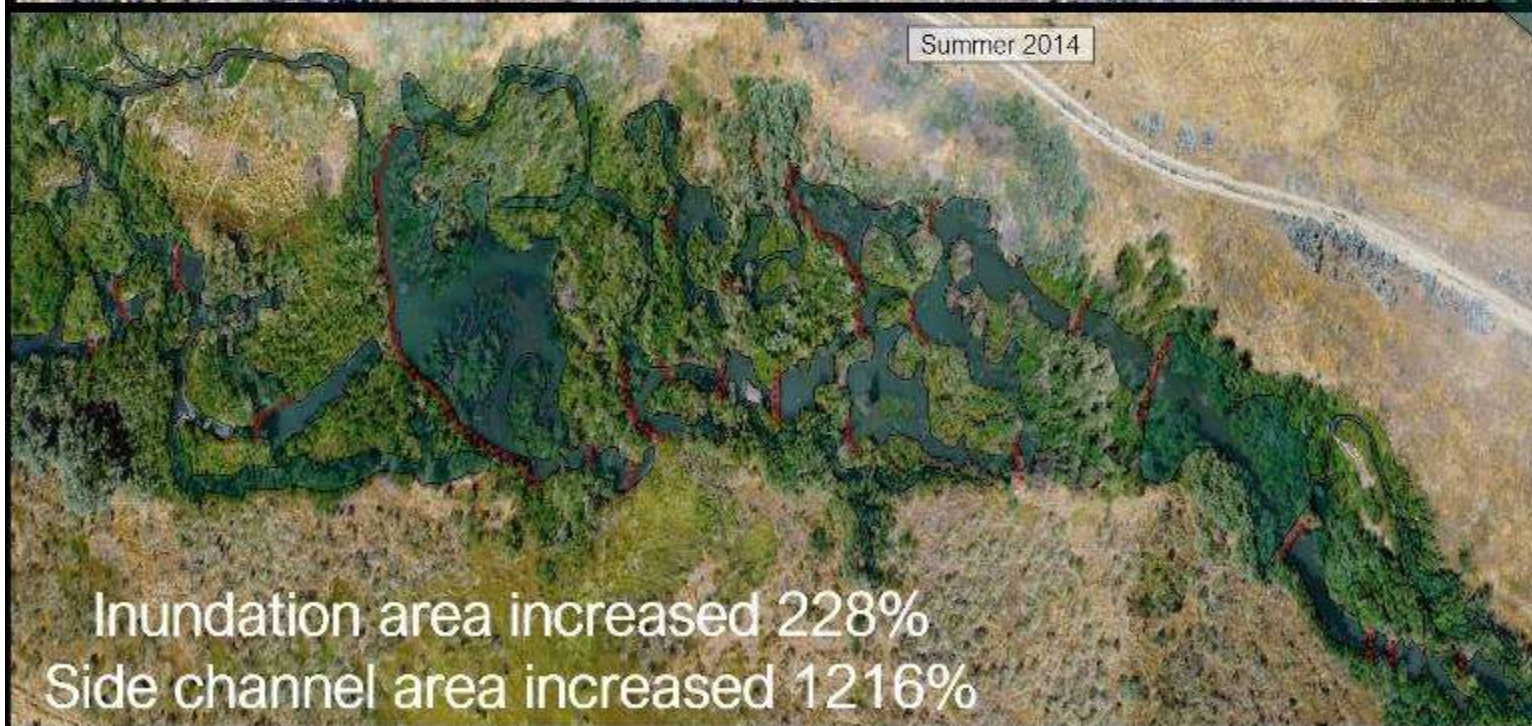 Summer 2014
Inundation area increased 228%
Side channel area increased 1216%